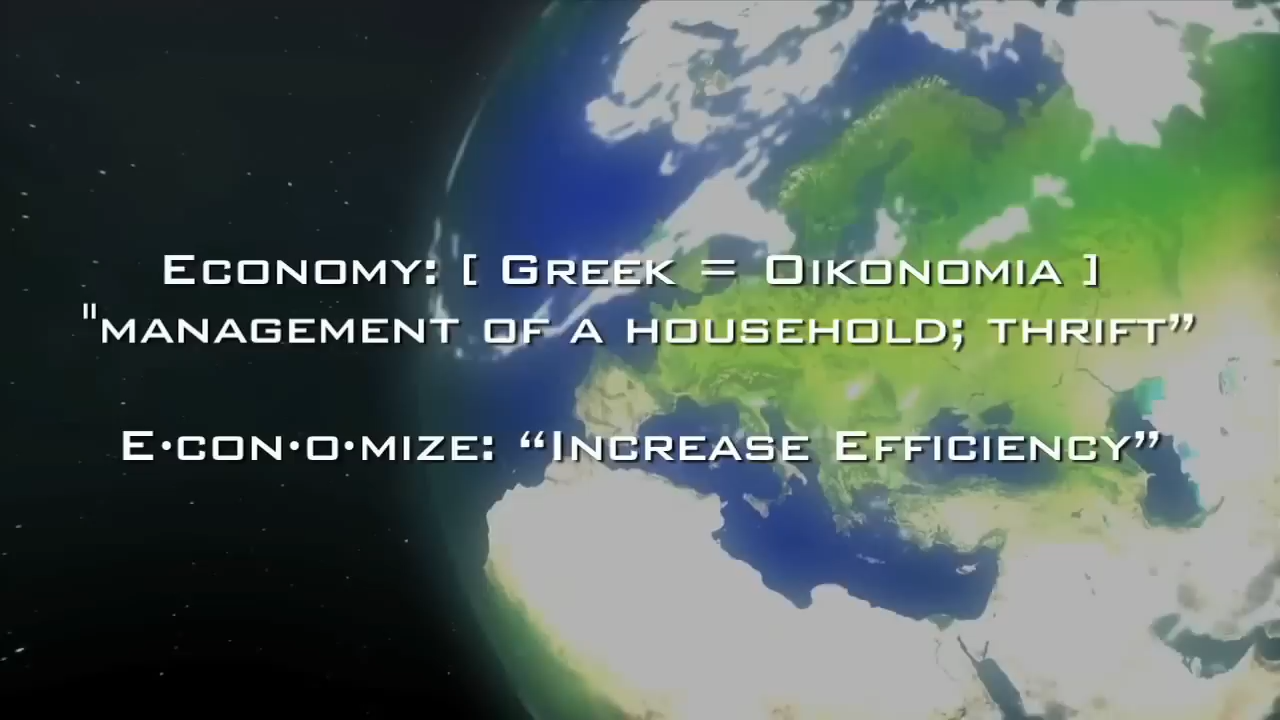 Economy: [ Greek = Oikonomia ]
"management of a household; thrift”
E·con·o·mize: “Increase Efficiency”